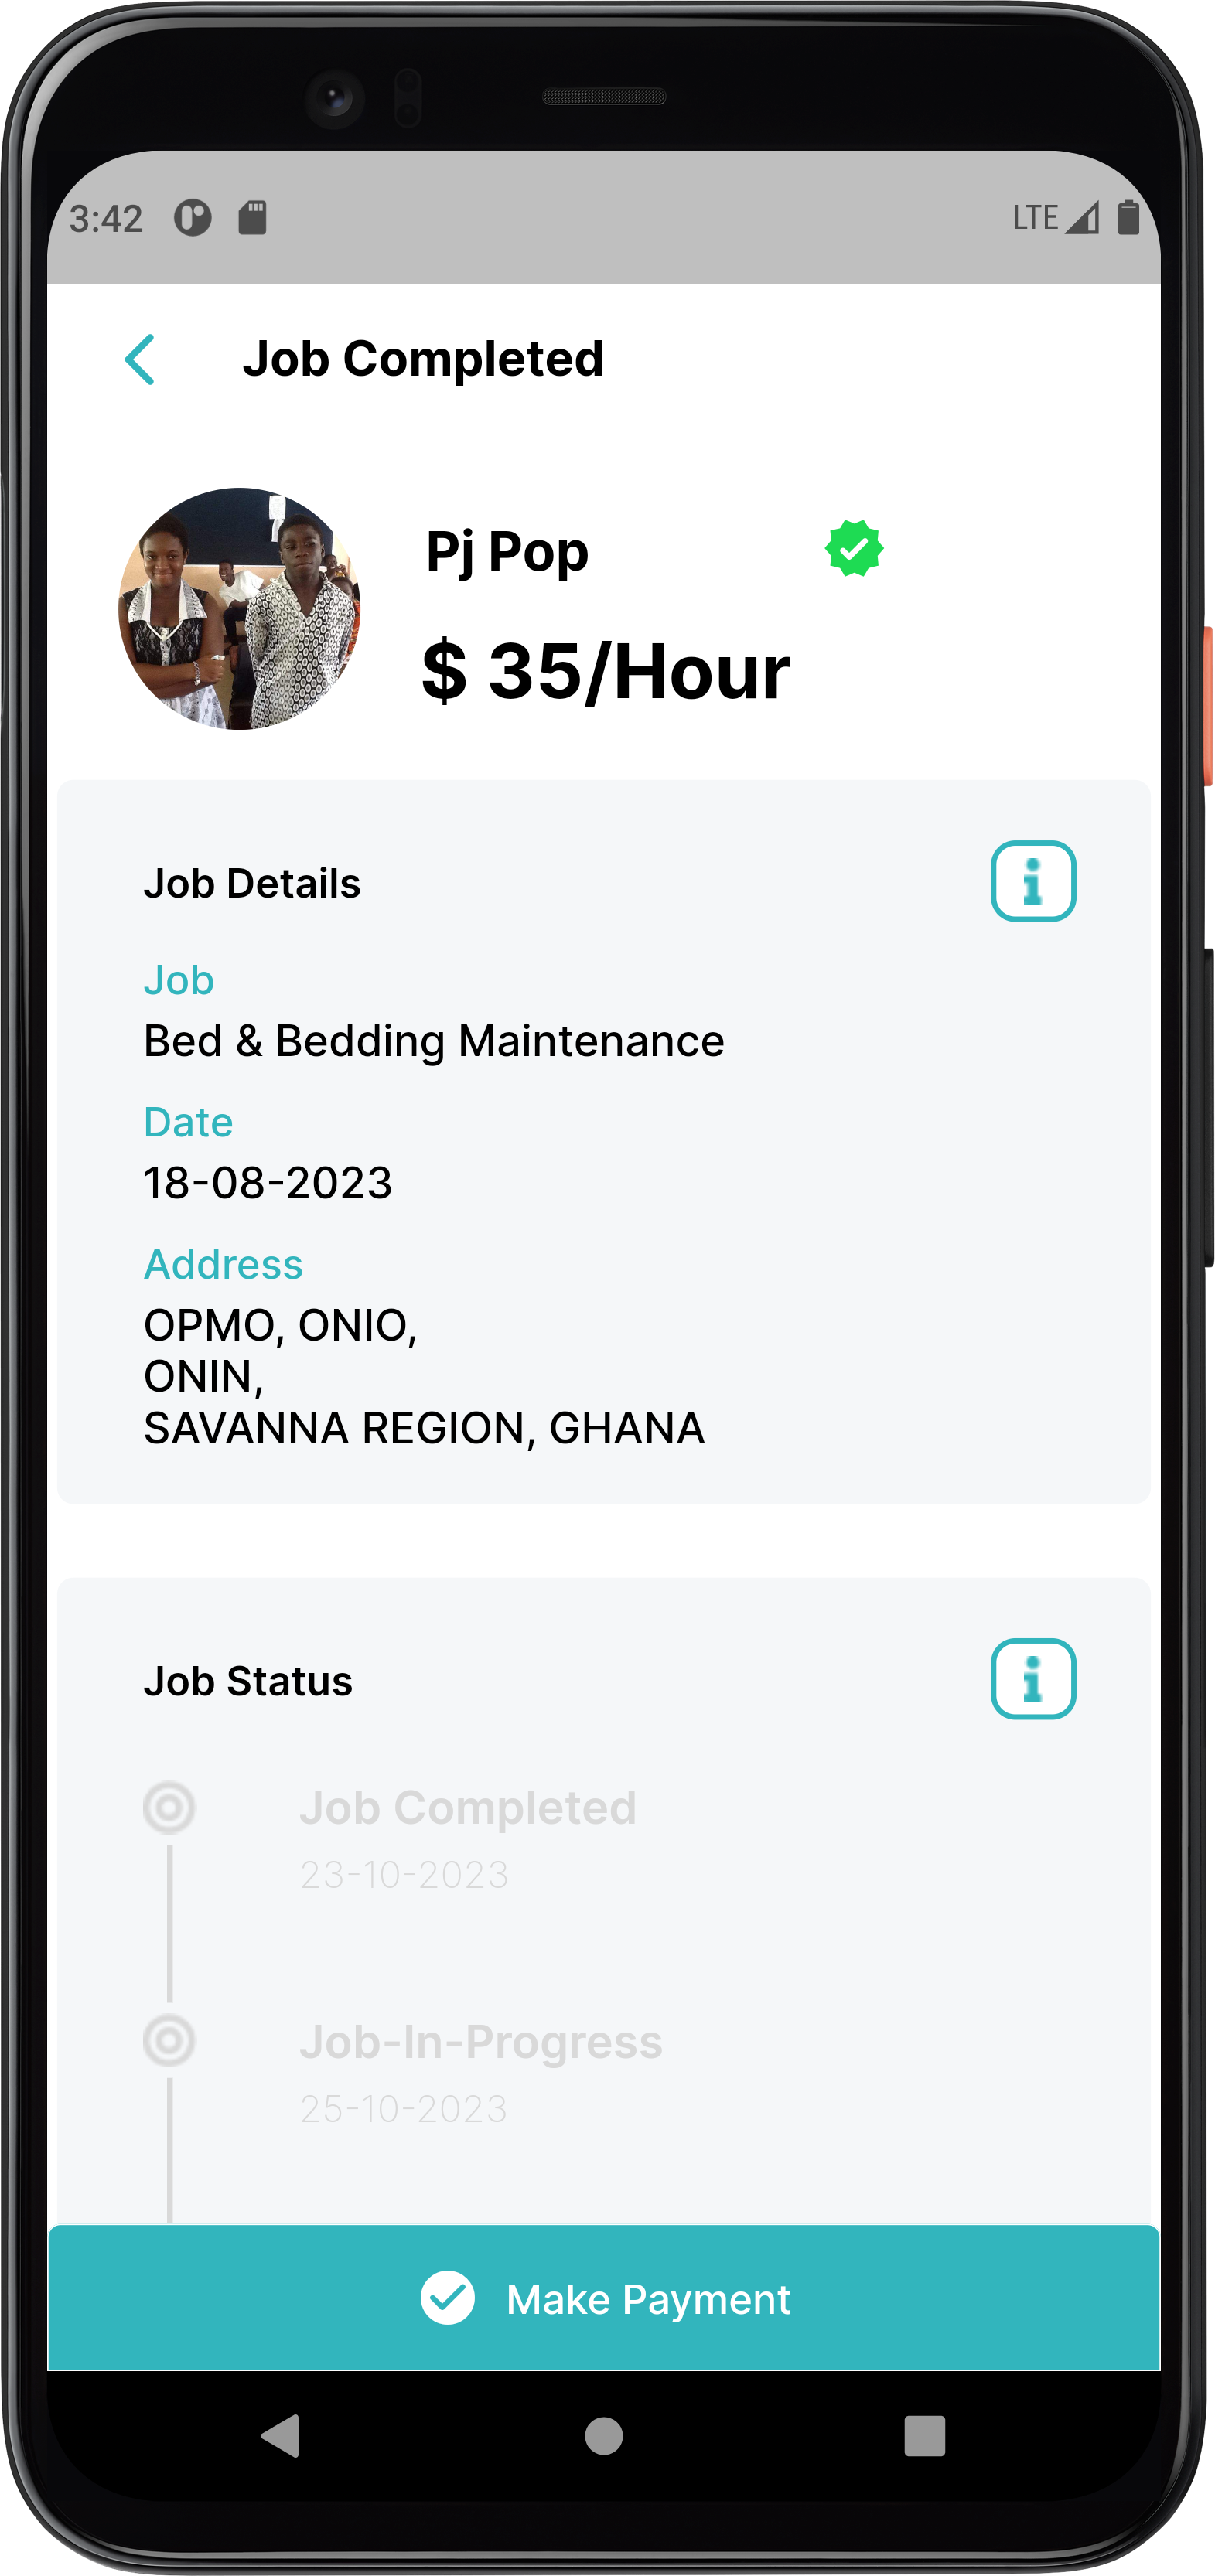 3:42
LTE
Job Completed
Pj Pop
$ 35/Hour
Job Details
Job
Bed & Bedding Maintenance
Date
18-08-2023
Address
OPMO, ONIO,
ONIN,
SAVANNA REGION, GHANA
Job Status
Job Completed
23-10-2023
Job-In-Progress
25-10-2023
Make Payment